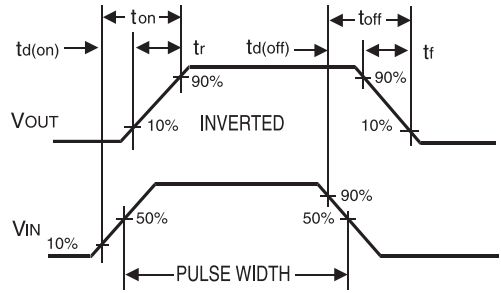 ton toff
td(on) tr td(off) tf
90% 90%
VOUT 10% INVERTED 10%
90%
VIN 50% 50%
10%
PULSE WIDTH